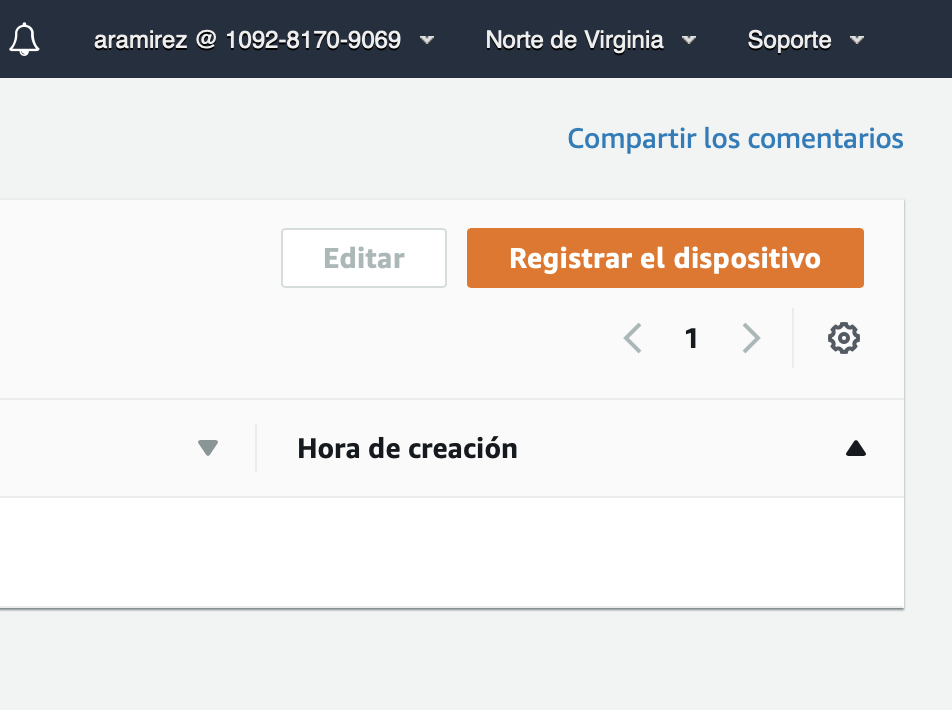 aramirez @ 1092-8170-9069 Norte de Virginia Soporte
Compartir los comentarios
Editar Registrar el dispositivo
1
Hora de creación